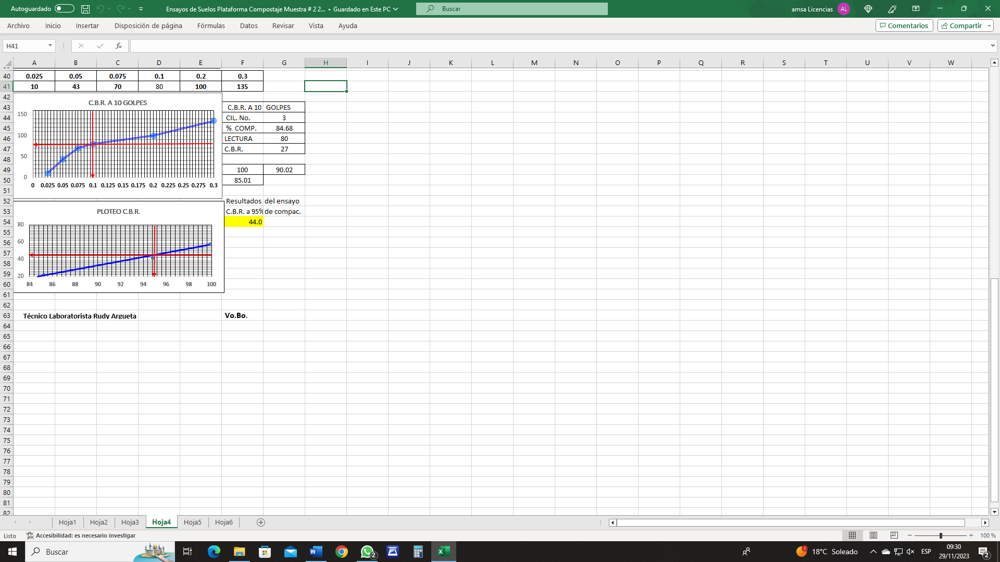 Autoguardado
Ensayos de Suelos Plataforma Compostaje Muestra # 2 2... • Guardado en Este PC
Buscar
amsa Licencias AL
Archivo Inicio Insertar Disposición de página Fórmulas Datos Revisar Vista Ayuda
Comentarios Compartir
H41 fx
A B C D E F G H I J K L M N O P Q R S T U V W
40 0.025 0.05 0.075 0.1 0.2 0.3
41 10 43 70 80 100 135
42
C.B.R. A 10 GOLPES
150
100
50
0
0 0.025 0.05 0.075 0.1 0.125 0.15 0.175 0.2 0.225 0.25 0.275 0.3
43 C.B.R. A 10 GOLPES
44 CIL. No. 3
45 % COMP. 84.68
46 LECTURA 80
47 C.B.R. 27
48
49 100 90.02
50 85.01
51
52 Resultados del ensayo
53 C.B.R. a 95% de compac.
54 44.0
PLOTEO C.B.R.
80
60
40
20
84 86 88 90 92 94 96 98 100
55
56
57
58
59
60
61
62
63 Técnico Laboratorista Rudy Argueta Vo.Bo.
64
65
66
67
68
69
70
71
72
73
74
75
76
77
78
79
80
81
82
Hoja1 Hoja2 Hoja3 Hoja4 Hoja5 Hoja6
Listo Accesibilidad: es necesario investigar
100 %
Buscar
2
1 18°C Soleado
ESP
09:30
29/11/2023
2